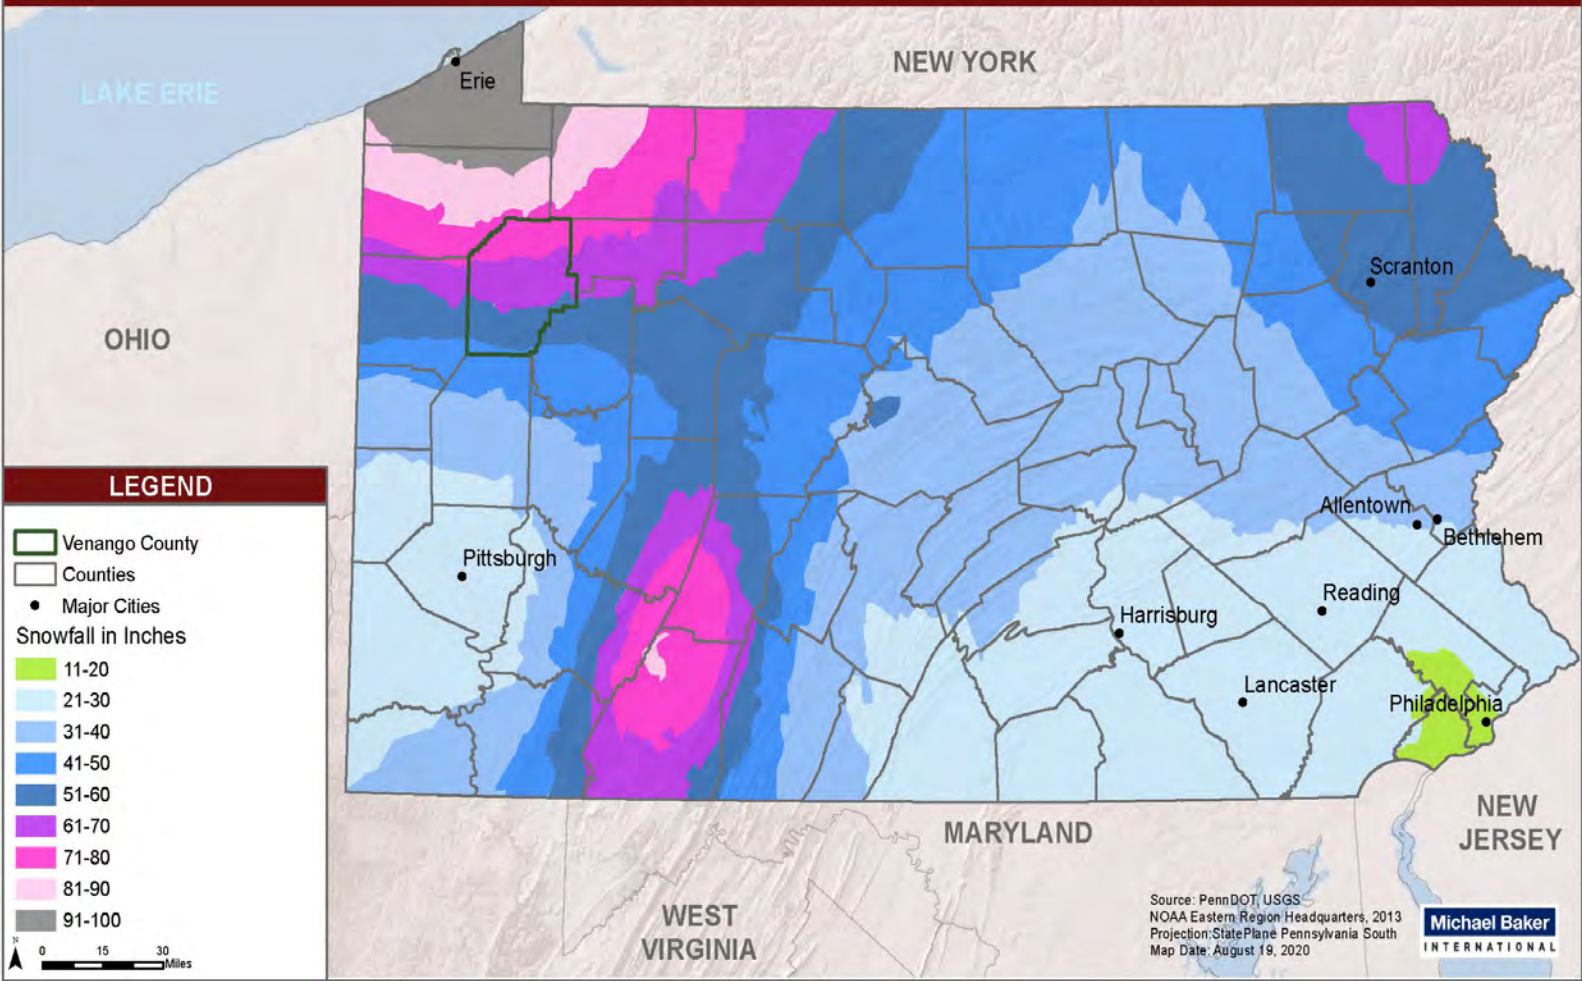 LAKE ERIE
Erie
NEW YORK
Scranton
OHIO
LEGEND
Venango County
Counties
Major Cities
Snowfall in Inches
11-20
21-30
31-40
41-50
51-60
61-70
71-80
81-90
91-100
N
0 15 30
Miles
Pittsburgh
Allentown
Bethlehem
Reading
Harrisburg
Lancaster
Philadelphia
MARYLAND
NEW
JERSEY
WEST
VIRGINIA
Source: PennDOT, USGS
NOAA Eastern Region Headquarters, 2013
Projection:StatePlane Pennsylvania South
Map Date: August 19, 2020
Michael Baker
INTERNATIONAL